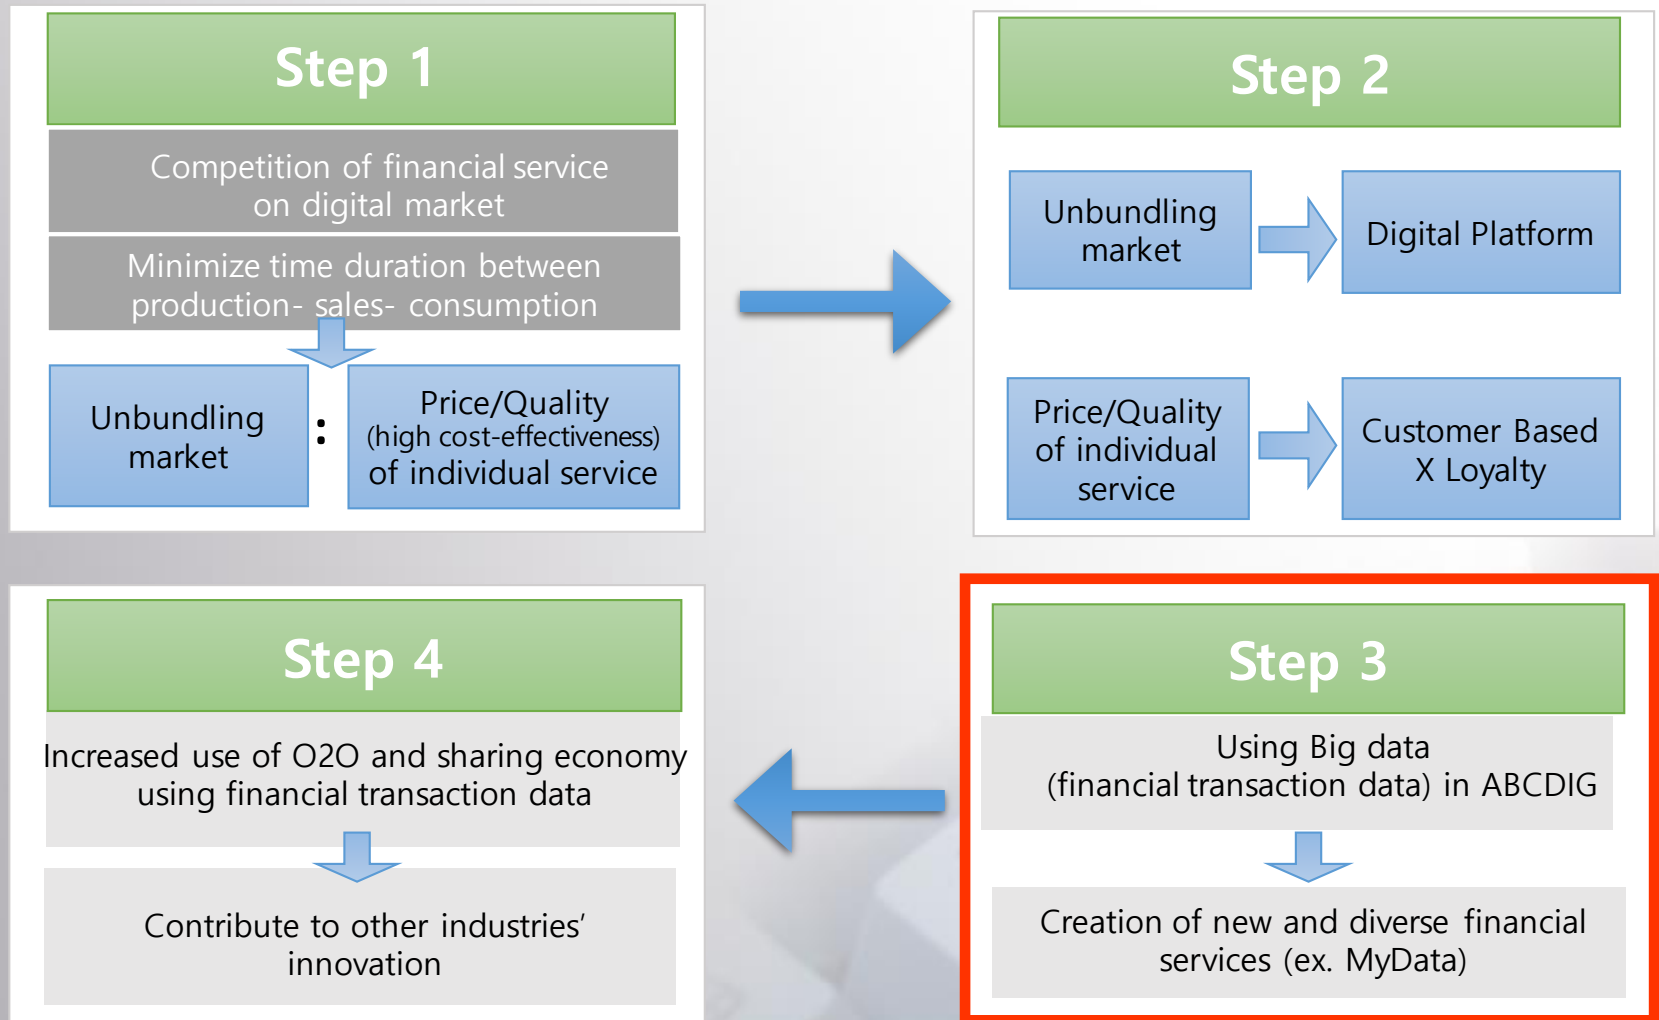 Step 1
Competition of financial service
on digital market
Minimize time duration between
production- sales- consumption
Unbundling
market
:
Price/Quality
(high cost-effectiveness)
of individual service
Step 2
Unbundling
market
Digital Platform
Price/Quality
of individual
service
Customer Based
X Loyalty
Step 3
Using Big data
(financial transaction data) in ABCDIG
Creation of new and diverse financial
services (ex. MyData)
Step 4
Increased use of O2O and sharing economy
using financial transaction data
Contribute to other industries’
innovation